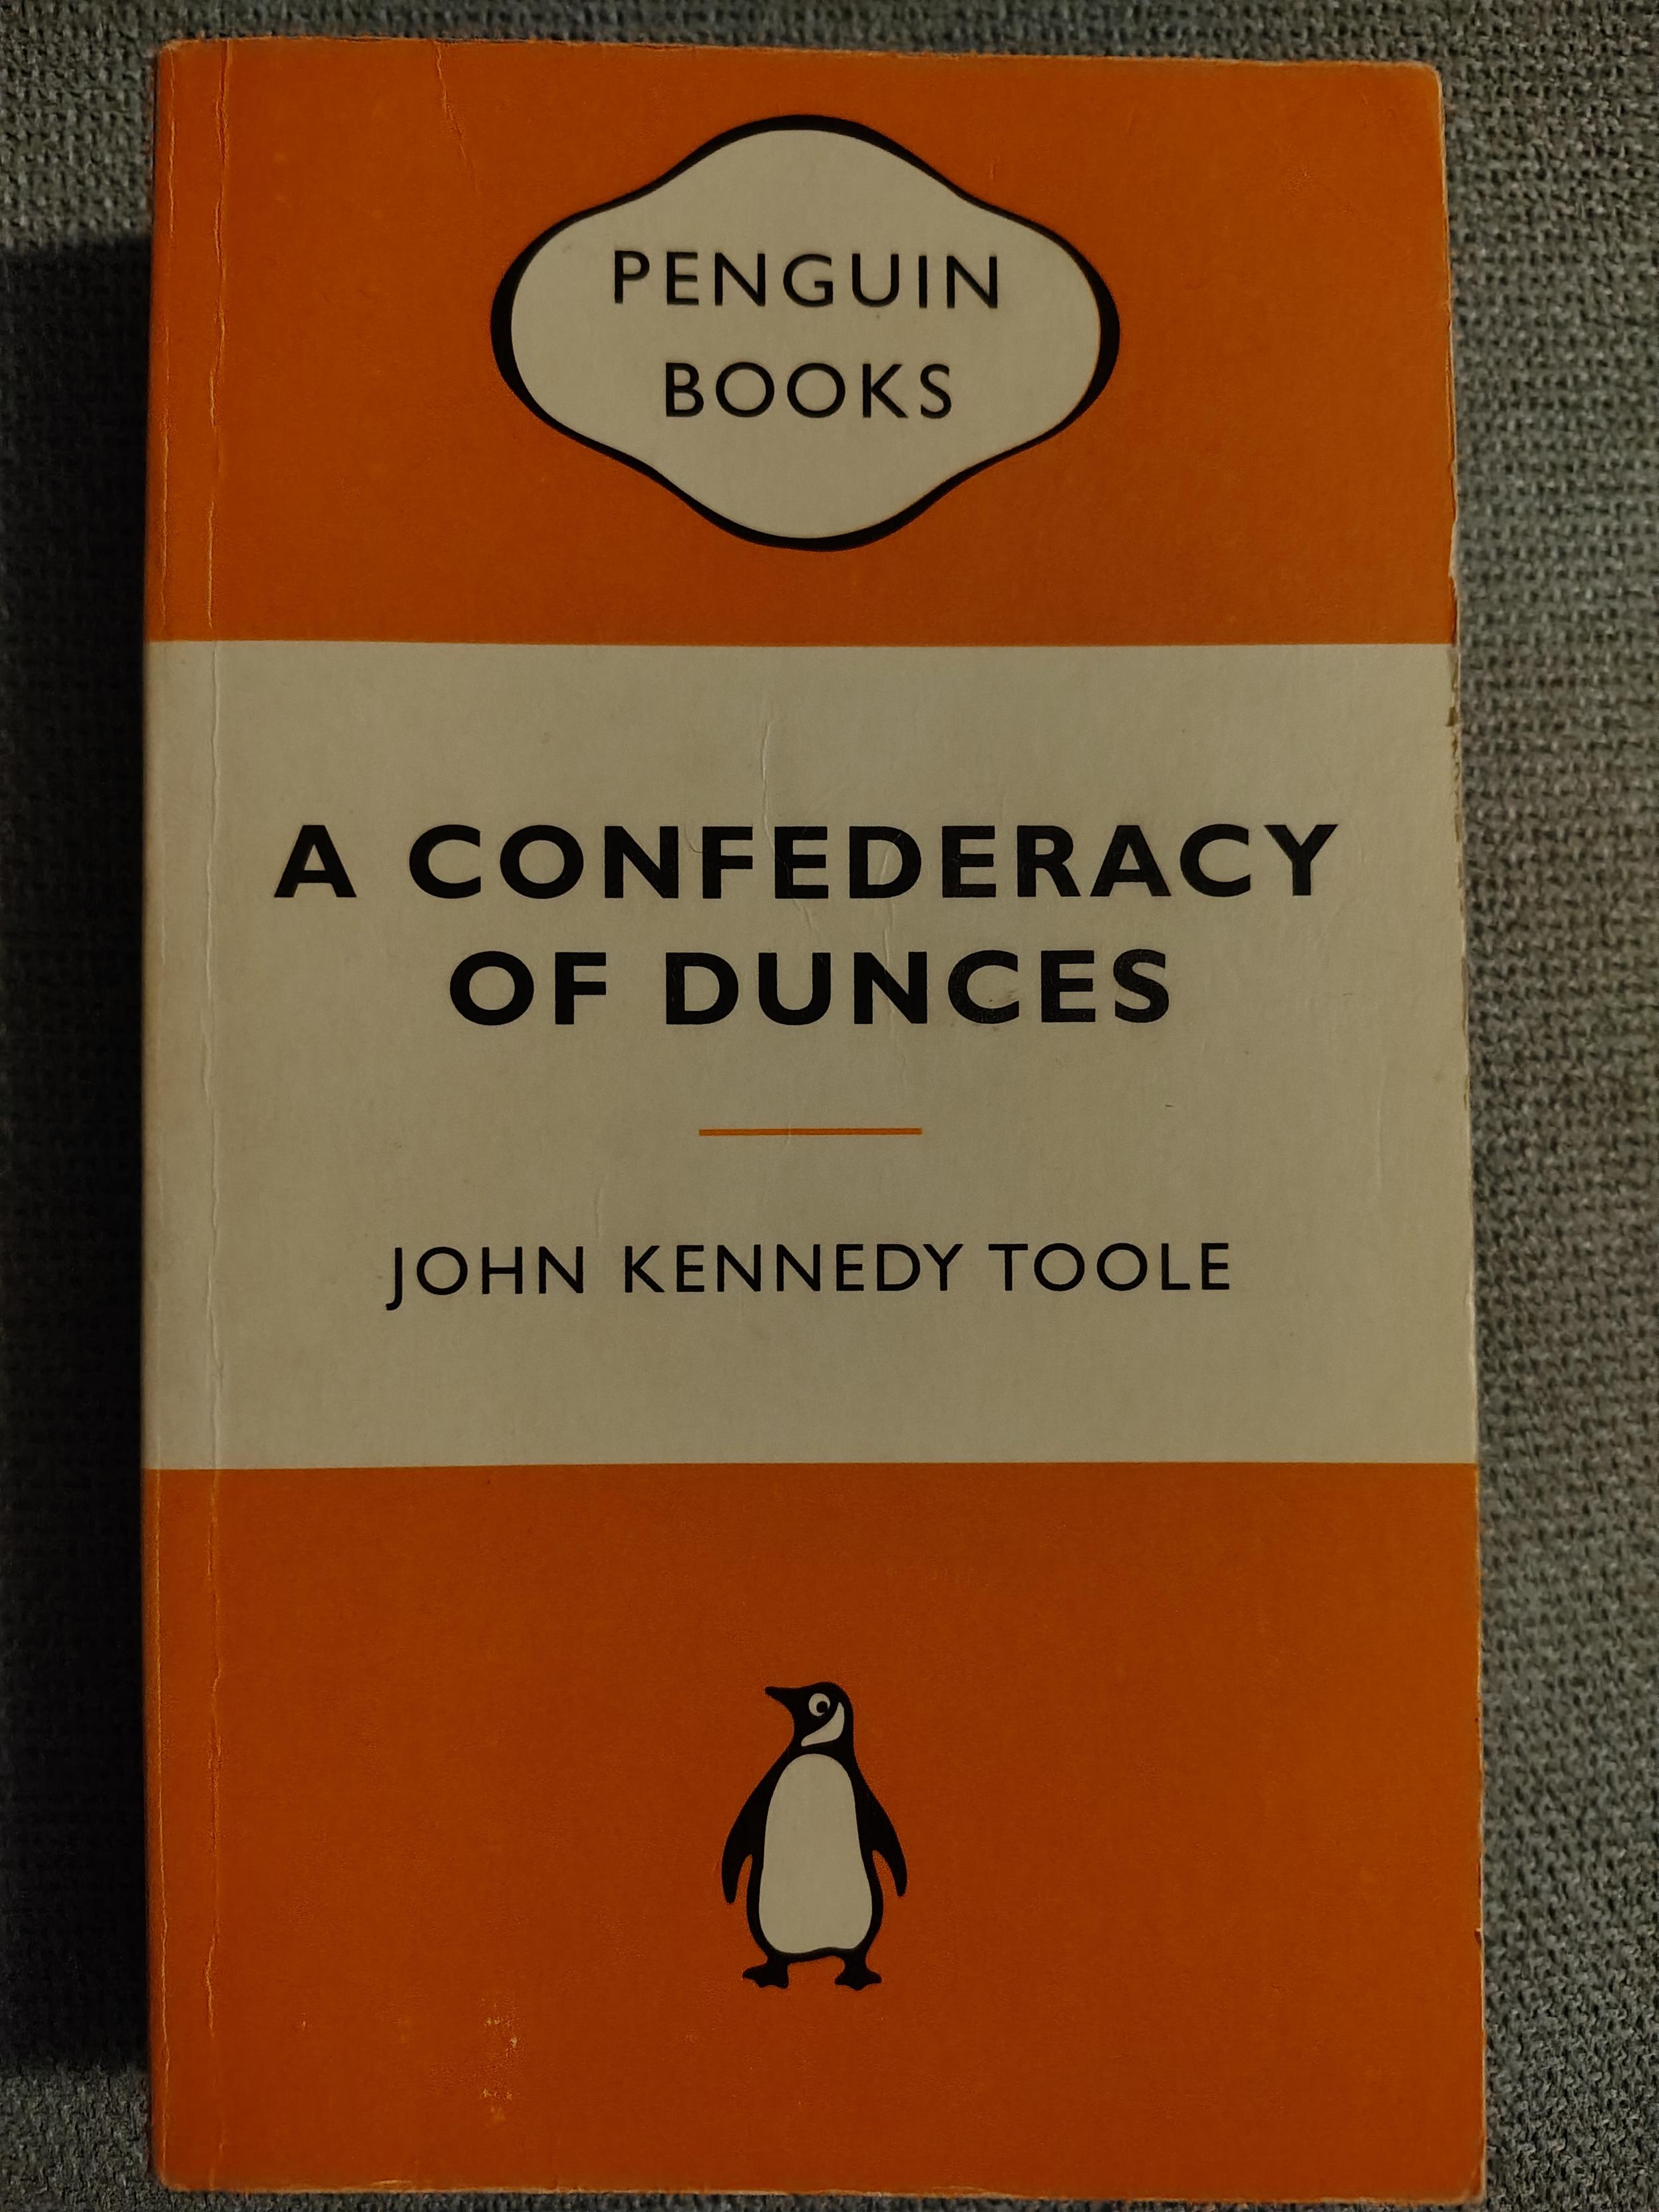 PENGUIN
BOOKS
A CONFEDERACY
OF DUNCES
JOHN KENNEDY TOOLE